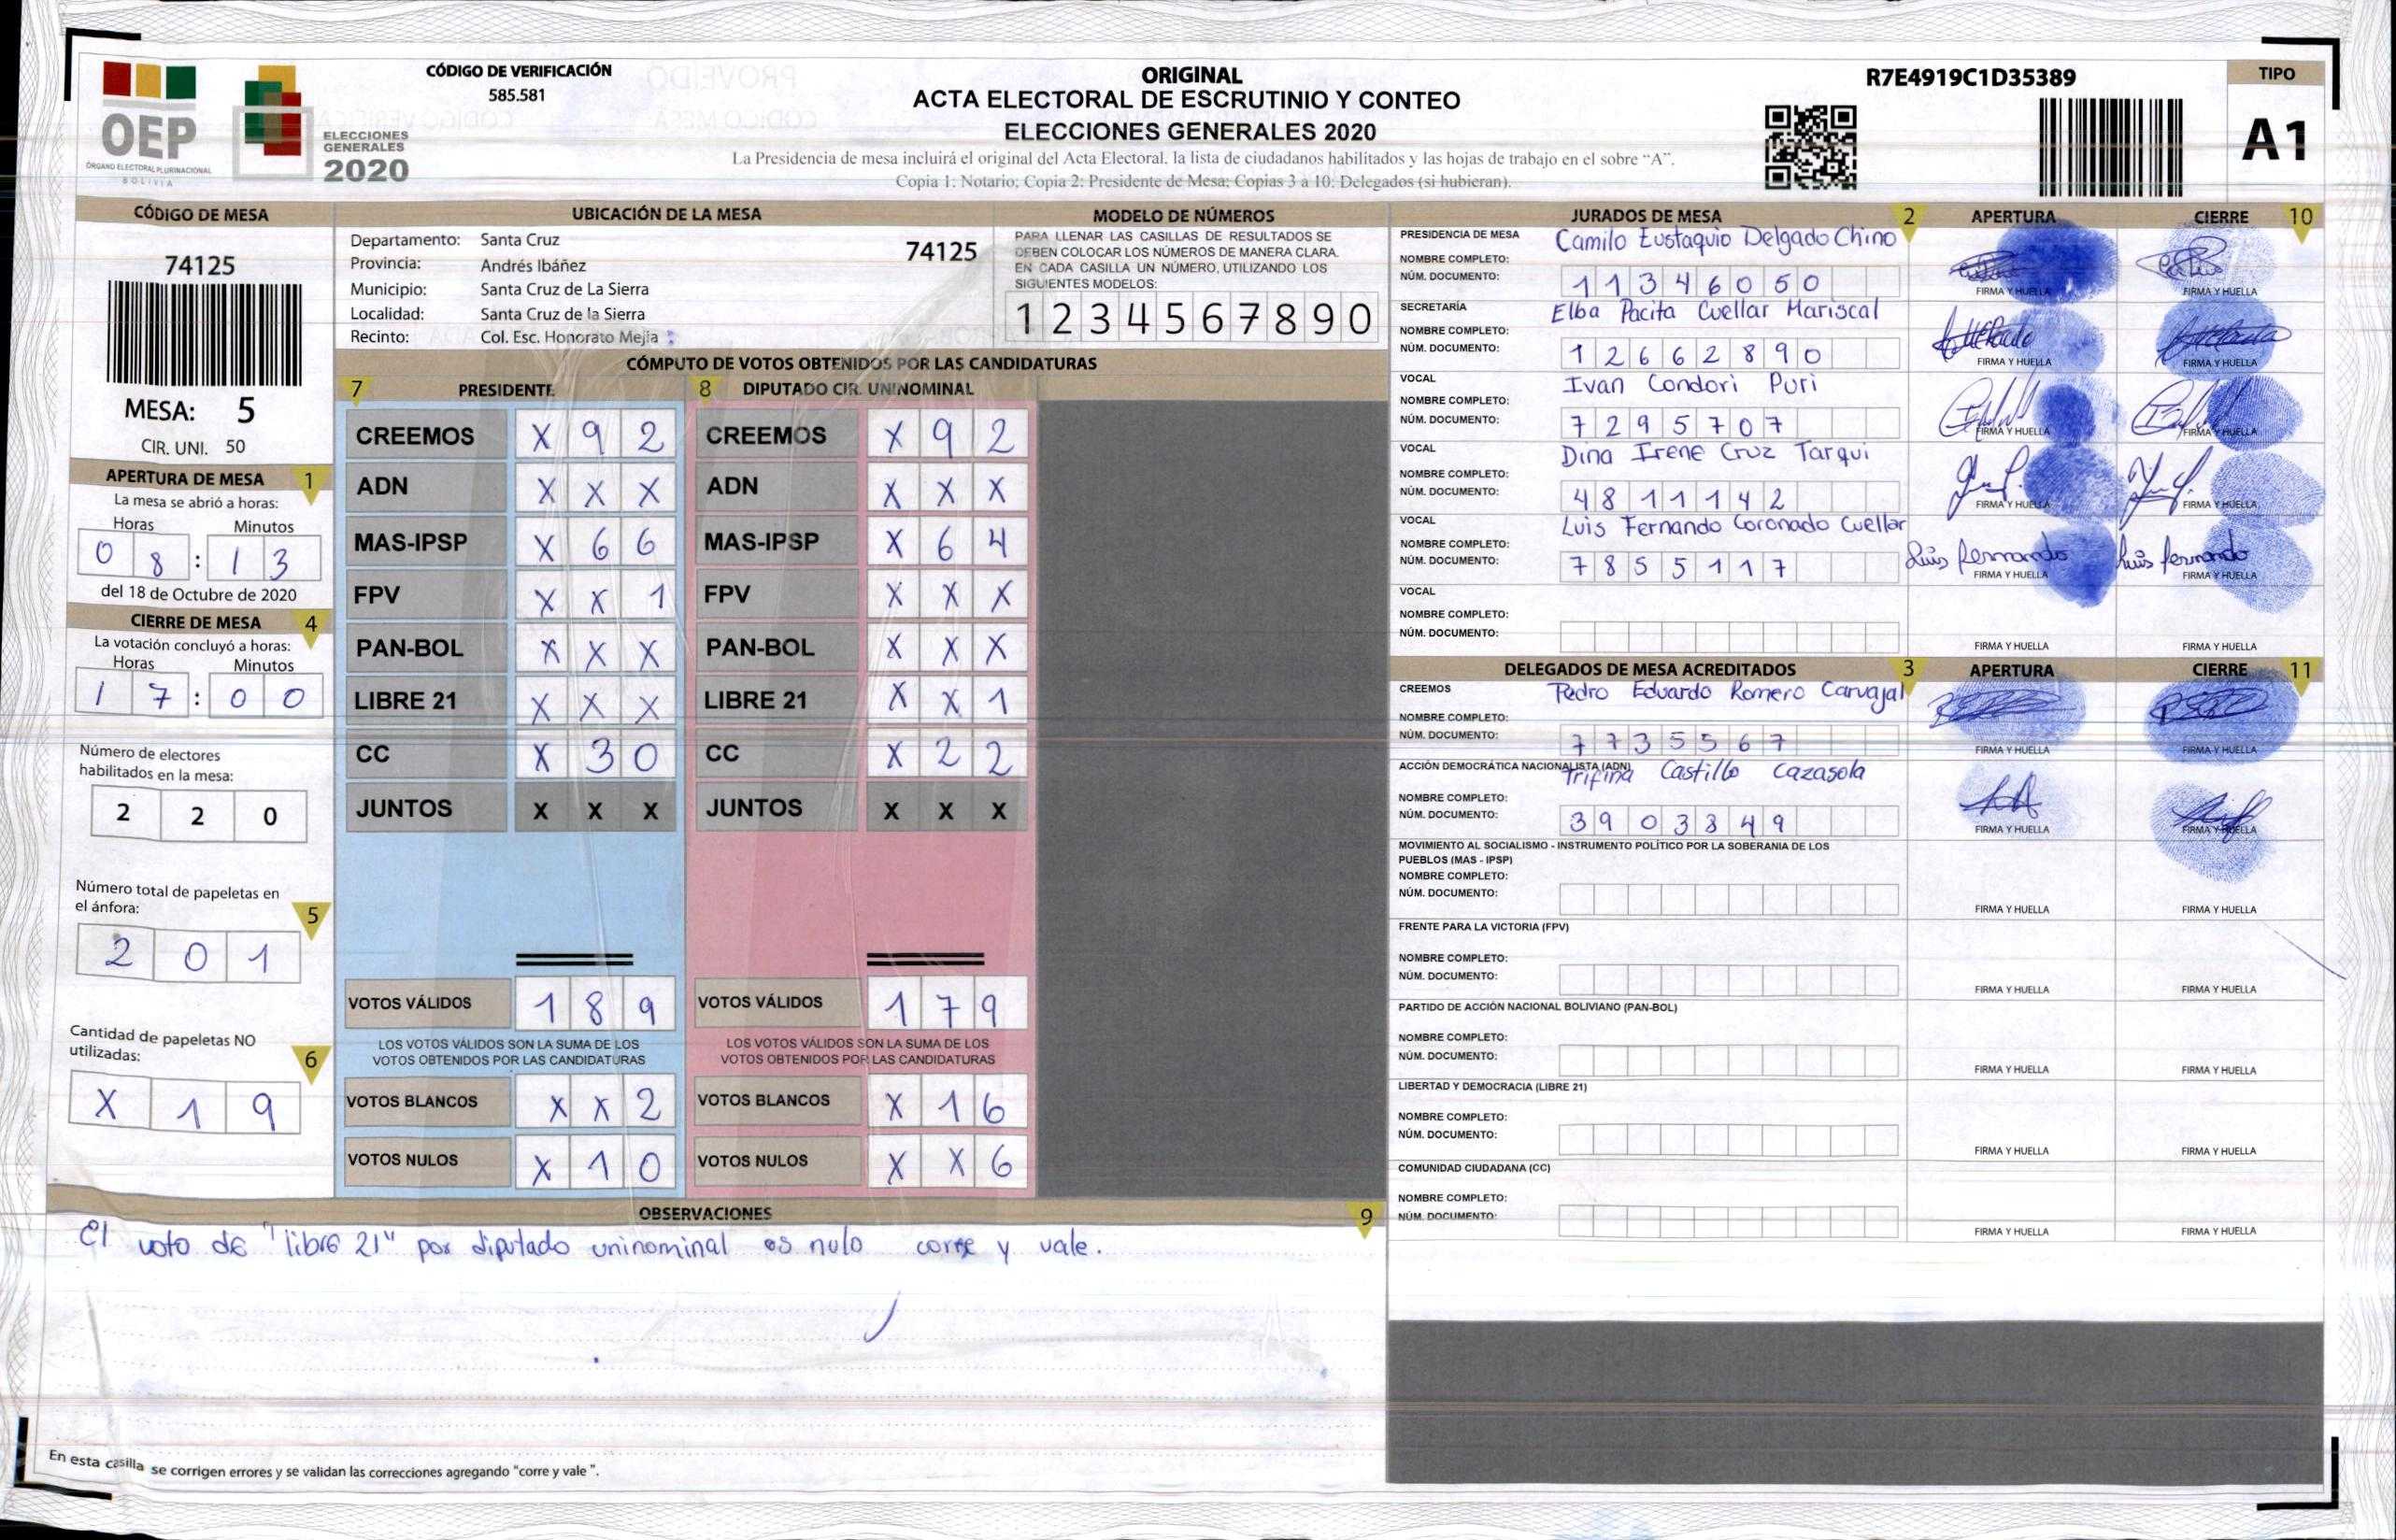 CÓDIGO DE VERIFICACIÓN
585.581
ORIGINAL
ACTA ELECTORAL DE ESCRUTINIO Y CONTEO
ELECCIONES GENERALES 2020
La Presidencia de mesa incluirá el original del Acta Electoral, la lista de ciudadanos habilitados y las hojas de trabajo en el sobre “A”.
Copia 1: Notario; Copia 2: Presidente de Mesa; Copias 3 a 10: Delegados (si hubieran).
R7E4919C1D35389
TIPO
A1
OEP
ÓRGANO ELECTORAL PLURINACIONAL
BOLIVIA
ELECCIONES
GENERALES
2020
CÓDIGO DE MESA
74125
MESA: 5
CIR. UNI. 50
APERTURA DE MESA 1
La mesa se abrió a horas:
Horas Minutos
0 8 : 1 3
del 18 de Octubre de 2020
CIERRE DE MESA 4
La votación concluyó a horas:
Horas Minutos
1 7 : 0 0
Número de electores
habilitados en la mesa:
2 2 0
Número total de papeletas en
el ánfora: 5
2 0 1
Cantidad de papeletas NO
utilizadas: 6
X 1 9
UBICACIÓN DE LA MESA
Departamento: Santa Cruz
74125
Provincia: Andrés Ibáñez
Municipio: Santa Cruz de La Sierra
Localidad: Santa Cruz de la Sierra
Recinto: Col. Esc. Honorato Mejía
MODELO DE NÚMEROS
PARA LLENAR LAS CASILLAS DE RESULTADOS SE
DEBEN COLOCAR LOS NÚMEROS DE MANERA CLARA.
EN CADA CASILLA UN NÚMERO, UTILIZANDO LOS
SIGUIENTES MODELOS:
1 2 3 4 5 6 7 8 9 0
CÓMPUTO DE VOTOS OBTENIDOS POR LAS CANDIDATURAS
7 PRESIDENTE 8 DIPUTADO CIR. UNINOMINAL
CREEMOS X 9 2 CREEMOS X 9 2
ADN X X X ADN X X X
MAS-IPSP X 6 6 MAS-IPSP X 6 4
FPV X X 1 FPV X X X
PAN-BOL X X X PAN-BOL X X X
LIBRE 21 X X X LIBRE 21 X X 1
CC X 3 0 CC X 2 2
JUNTOS X X X JUNTOS X X X
VOTOS VÁLIDOS 1 8 9 VOTOS VÁLIDOS 1 7 9
LOS VOTOS VÁLIDOS SON LA SUMA DE LOS LOS VOTOS VÁLIDOS SON LA SUMA DE LOS
VOTOS OBTENIDOS POR LAS CANDIDATURAS VOTOS OBTENIDOS POR LAS CANDIDATURAS
VOTOS BLANCOS X X 2 VOTOS BLANCOS X 1 6
VOTOS NULOS X 1 0 VOTOS NULOS X X 6
OBSERVACIONES 9
El voto de "libre 21" por diputado uninominal es nulo corre y vale.
En esta casilla se corrigen errores y se validan las correcciones agregando “corre y vale”.
JURADOS DE MESA 2 APERTURA CIERRE 10
PRESIDENCIA DE MESA Camilo Eustaquio Delgado Chino
NOMBRE COMPLETO:
NÚM. DOCUMENTO: 1 1 3 4 6 0 5 0 FIRMA Y HUELLA FIRMA Y HUELLA
SECRETARÍA Elba Pacita Cuellar Mariscal
NOMBRE COMPLETO:
NÚM. DOCUMENTO: 1 2 6 6 2 8 9 0 FIRMA Y HUELLA FIRMA Y HUELLA
VOCAL Ivan Condori Puri
NOMBRE COMPLETO:
NÚM. DOCUMENTO: 7 2 9 5 7 0 7 FIRMA Y HUELLA FIRMA Y HUELLA
VOCAL Dina Irene Cruz Tarqui
NOMBRE COMPLETO:
NÚM. DOCUMENTO: 4 8 1 1 1 4 2 FIRMA Y HUELLA FIRMA Y HUELLA
VOCAL Luis Fernando Coronado Cuellar
NOMBRE COMPLETO: Luis fernando Luis fernando
NÚM. DOCUMENTO: 7 8 5 5 1 1 7 FIRMA Y HUELLA FIRMA Y HUELLA
VOCAL
NOMBRE COMPLETO:
NÚM. DOCUMENTO: FIRMA Y HUELLA FIRMA Y HUELLA
DELEGADOS DE MESA ACREDITADOS 3 APERTURA CIERRE 11
CREEMOS Pedro Eduardo Romero Carvajal
NOMBRE COMPLETO:
NÚM. DOCUMENTO: 7 7 3 5 5 6 7 FIRMA Y HUELLA FIRMA Y HUELLA
ACCIÓN DEMOCRÁTICA NACIONALISTA (ADN)
Trifina Castillo Cazasola
NOMBRE COMPLETO:
NÚM. DOCUMENTO: 3 9 0 3 8 4 9 FIRMA Y HUELLA FIRMA Y HUELLA
MOVIMIENTO AL SOCIALISMO - INSTRUMENTO POLÍTICO POR LA SOBERANIA DE LOS
PUEBLOS (MAS - IPSP)
NOMBRE COMPLETO:
NÚM. DOCUMENTO: FIRMA Y HUELLA FIRMA Y HUELLA
FRENTE PARA LA VICTORIA (FPV)
NOMBRE COMPLETO:
NÚM. DOCUMENTO: FIRMA Y HUELLA FIRMA Y HUELLA
PARTIDO DE ACCIÓN NACIONAL BOLIVIANO (PAN-BOL)
NOMBRE COMPLETO:
NÚM. DOCUMENTO: FIRMA Y HUELLA FIRMA Y HUELLA
LIBERTAD Y DEMOCRACIA (LIBRE 21)
NOMBRE COMPLETO:
NÚM. DOCUMENTO: FIRMA Y HUELLA FIRMA Y HUELLA
COMUNIDAD CIUDADANA (CC)
NOMBRE COMPLETO:
NÚM. DOCUMENTO: FIRMA Y HUELLA FIRMA Y HUELLA